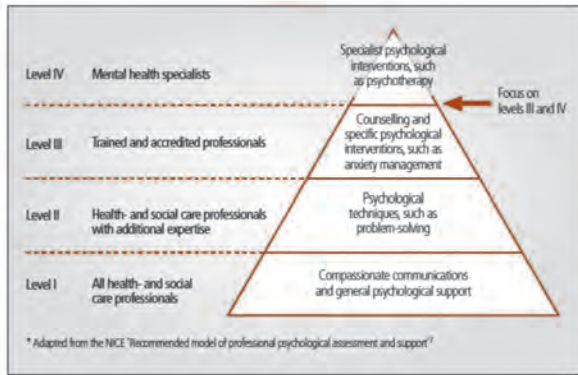 Specialist psychological
interventions, such
as psychotherapy
Level IV Mental health specialists
Focus on
levels III and IV
Counselling and
specific psychological
interventions, such as
anxiety management
Level III Trained and accredited professionals
Psychological
techniques, such as
problem-solving
Level II Health- and social care professionals
with additional expertise
Compassionate communications
and general psychological support
Level I All health- and social
care professionals
* Adapted from the NICE 'Recommended model of professional psychological assessment and support'